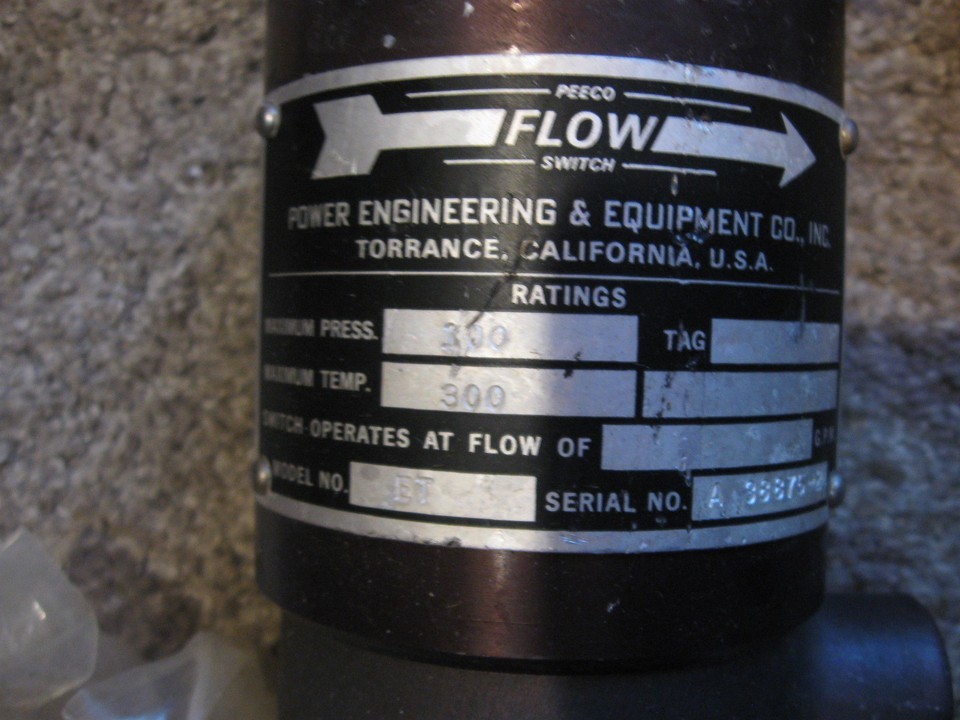 PEECO
FLOW
SWITCH
POWER ENGINEERING & EQUIPMENT CO., INC.
TORRANCE, CALIFORNIA, U.S.A.
RATINGS
MAXIMUM PRESS. 300 TAG
MAXIMUM TEMP. 300
SWITCH OPERATES AT FLOW OF G.P.M.
MODEL NO. ET SERIAL NO. A